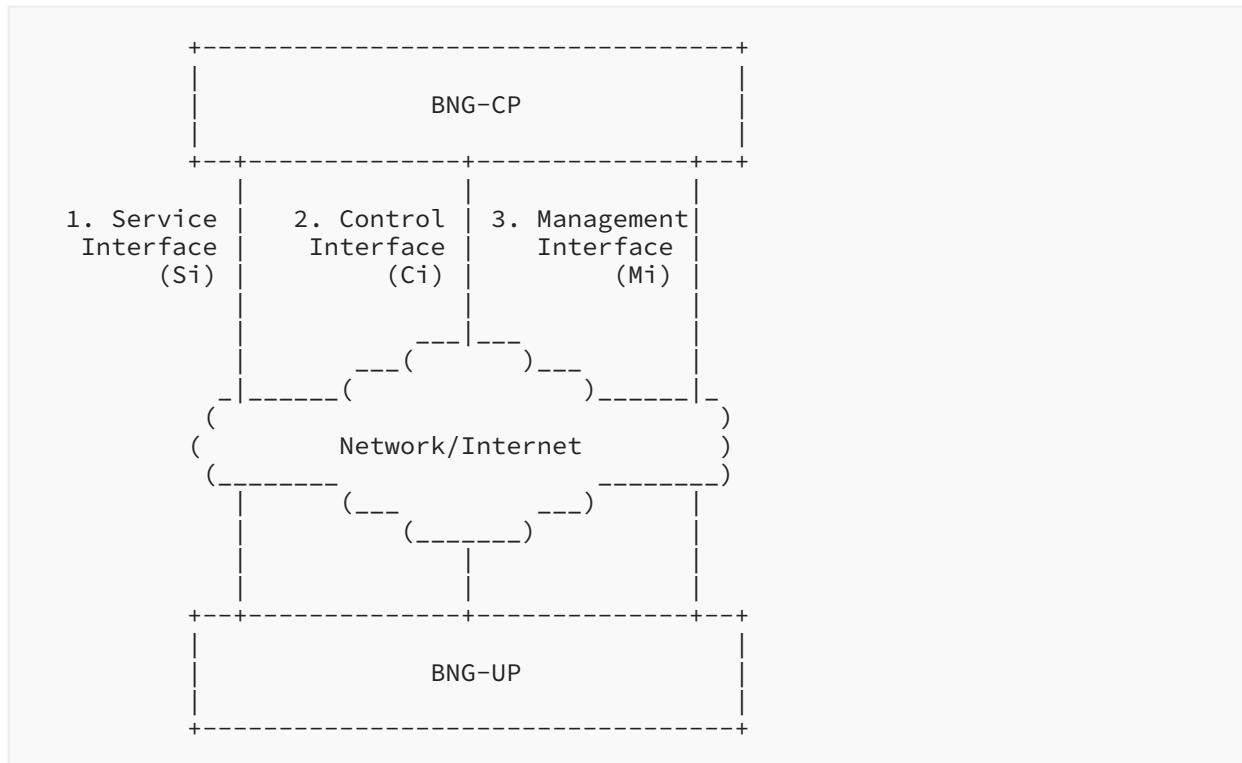 BNG-CP
1. Service 2. Control 3. Management
Interface Interface Interface
(Si) (Ci) (Mi)
Network/Internet
BNG-UP